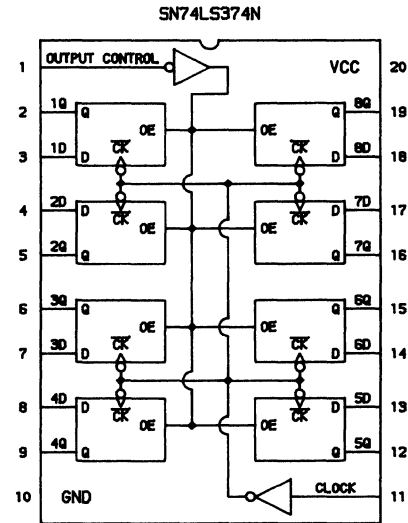 SN74LS374N
1 OUTPUT CONTROL VCC 20
2 1Q Q OE OE Q 8Q 19
3 1D D CK CK D 8D 18
4 2D D CK CK D 7D 17
5 2Q Q OE OE Q 7Q 16
6 3Q Q OE OE Q 6Q 15
7 3D D CK CK D 6D 14
8 4D D CK CK D 5D 13
9 4Q Q OE OE Q 5Q 12
10 GND CLOCK 11